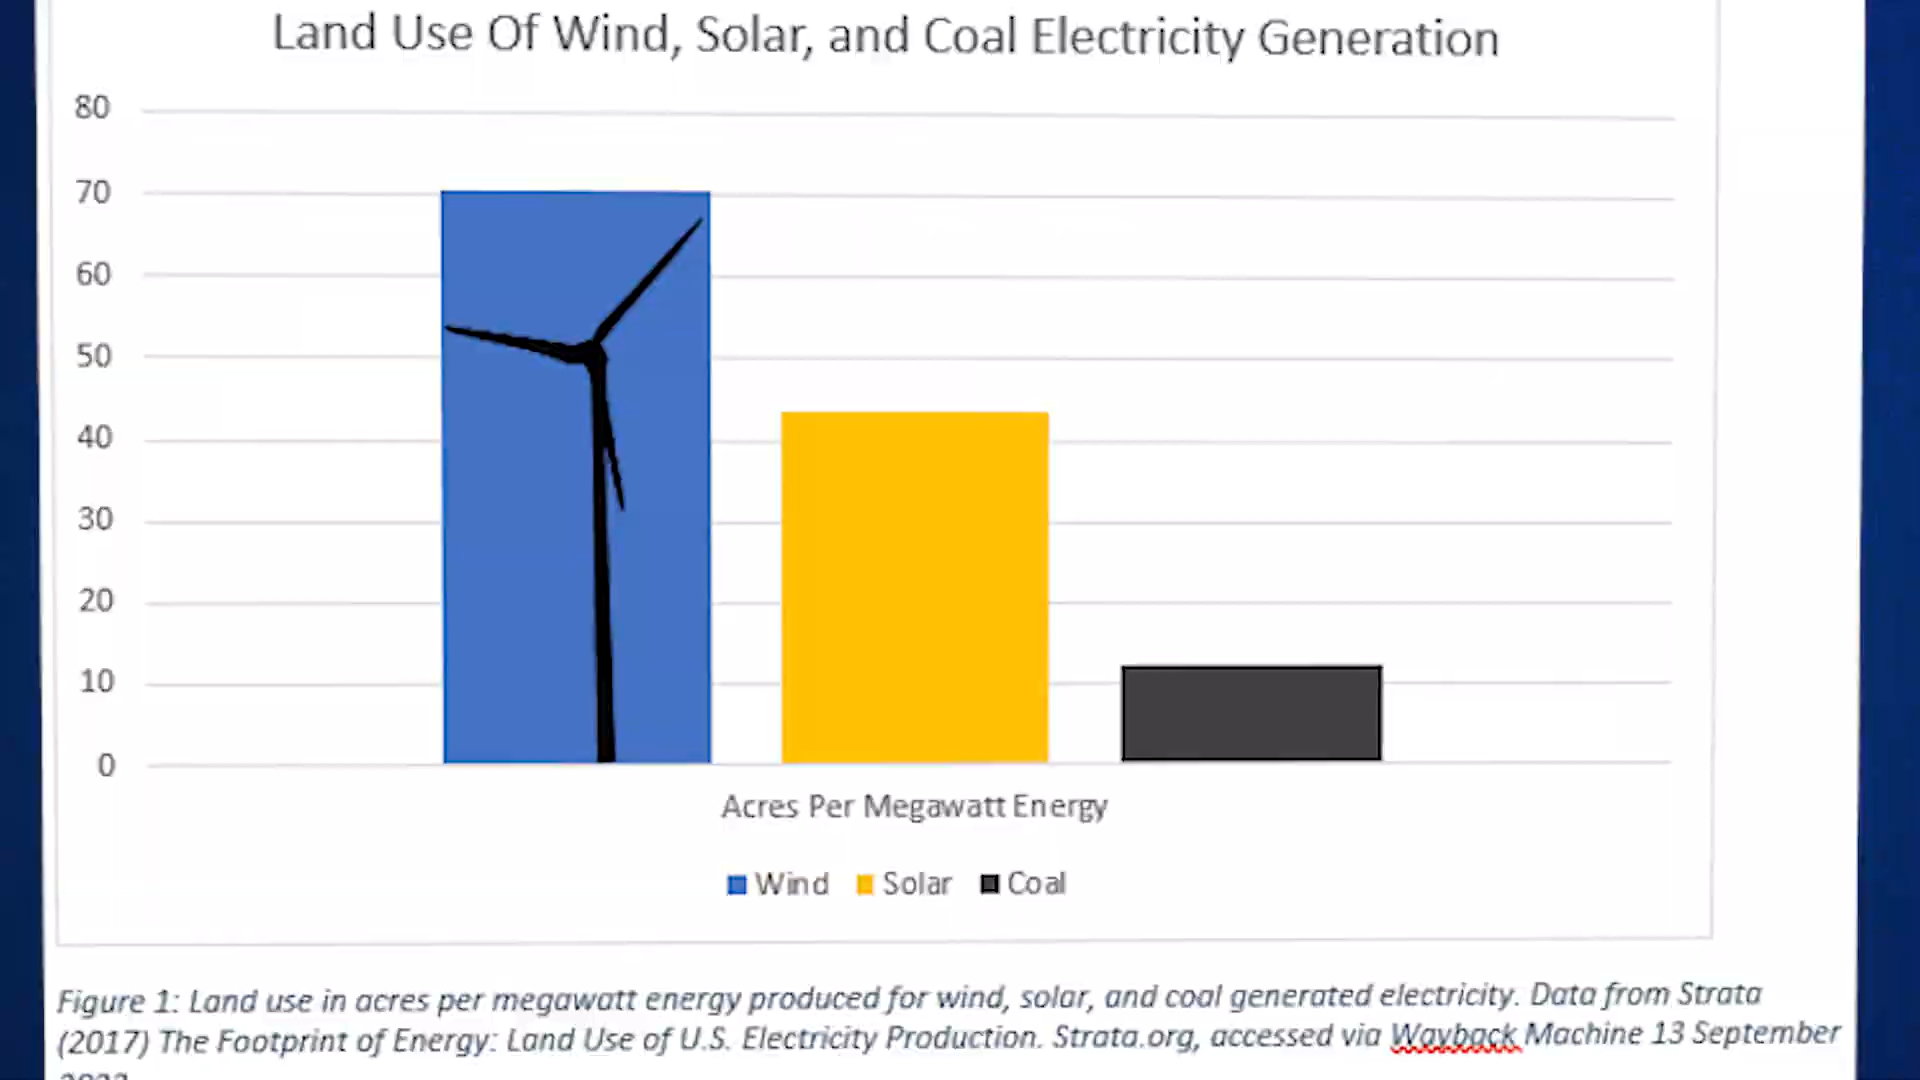 Land Use Of Wind, Solar, and Coal Electricity Generation
80
70
60
50
40
30
20
10
0
Acres Per Megawatt Energy
Wind Solar Coal
Figure 1: Land use in acres per megawatt energy produced for wind, solar, and coal generated electricity. Data from Strata
(2017) The Footprint of Energy: Land Use of U.S. Electricity Production. Strata.org, accessed via Wayback Machine 13 September